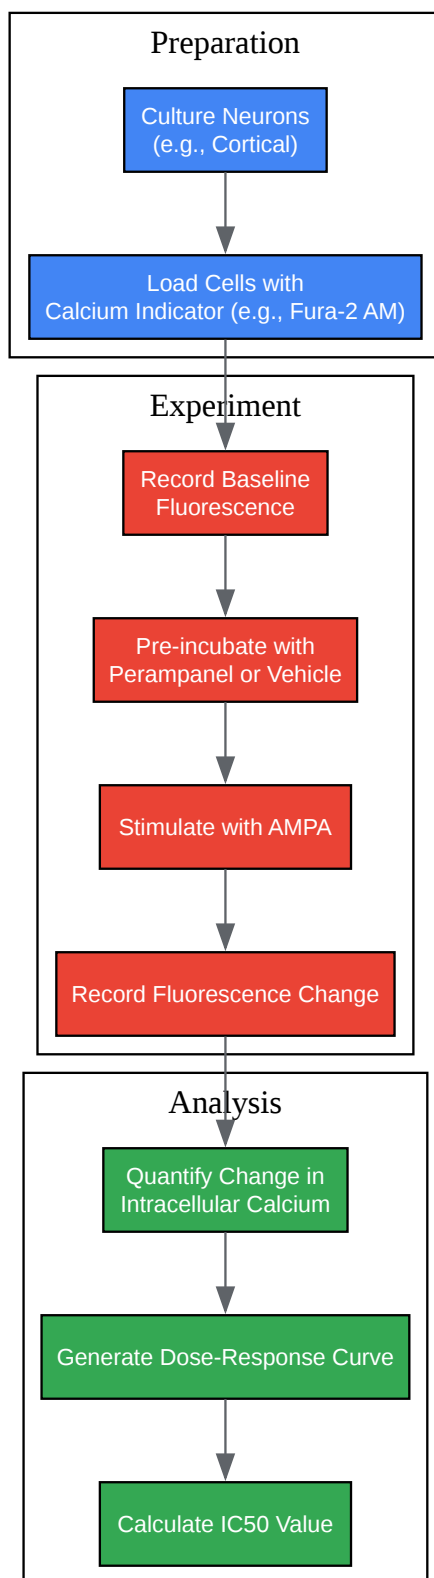 Preparation
Culture Neurons
(e.g., Cortical)
Load Cells with
Calcium Indicator (e.g., Fura-2 AM)
Experiment
Record Baseline
Fluorescence
Pre-incubate with
Perampanel or Vehicle
Stimulate with AMPA
Record Fluorescence Change
Analysis
Quantify Change in
Intracellular Calcium
Generate Dose-Response Curve
Calculate IC50 Value